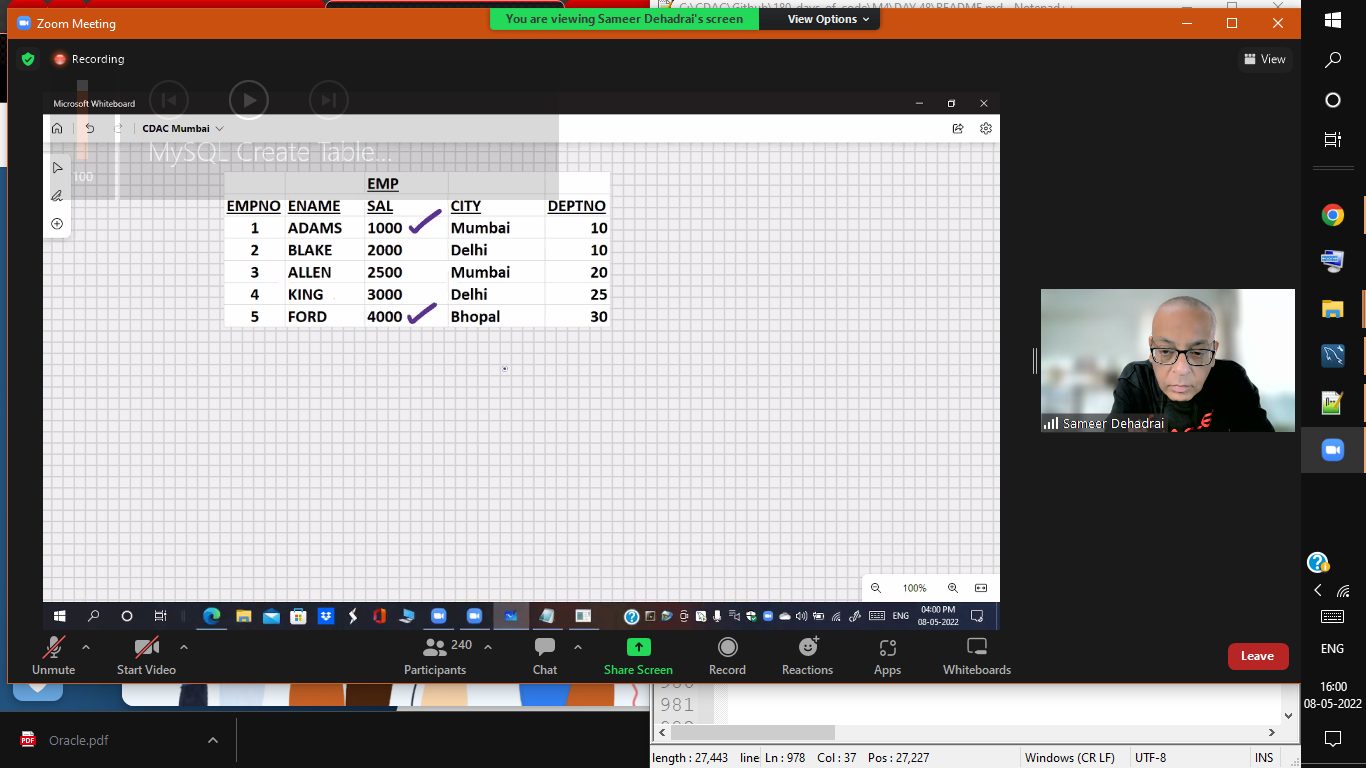 C:\CDAC\Github\180_days_of_code\M4\DAY 48\README.md - Notepad++
Zoom Meeting
You are viewing Sameer Dehadrai's screen
View Options
Recording
View
Microsoft Whiteboard
CDAC Mumbai
MySQL Create Table...
100
EMP
EMPNO ENAME SAL CITY DEPTNO
1 ADAMS 1000 Mumbai 10
2 BLAKE 2000 Delhi 10
3 ALLEN 2500 Mumbai 20
4 KING 3000 Delhi 25
5 FORD 4000 Bhopal 30
Sameer Dehadrai
100%
ENG
04:00 PM
08-05-2022
Unmute
Start Video
Participants
240
Chat
Share Screen
Record
Reactions
Apps
Whiteboards
Leave
ENG
16:00
08-05-2022
980
981
Oracle.pdf
length : 27,443 line Ln : 978 Col : 37 Pos : 27,227 Windows (CR LF) UTF-8 INS